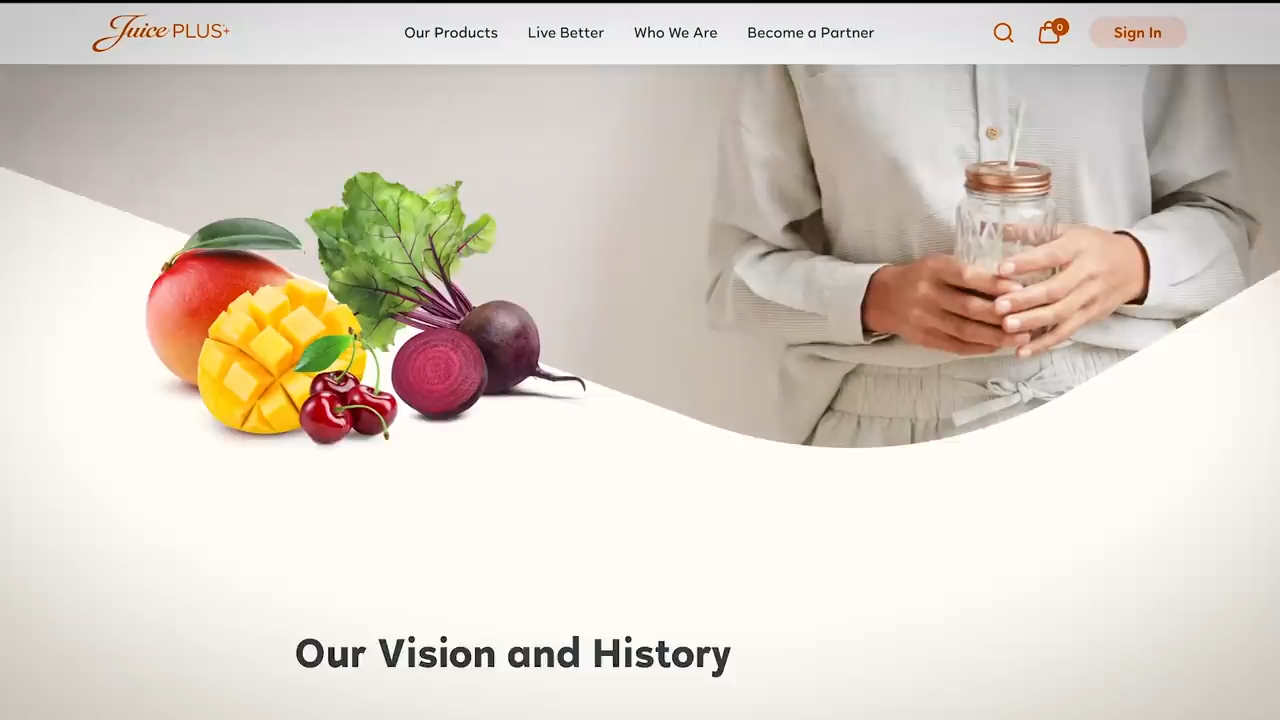 Juice PLUS+
Our Products
Live Better
Who We Are
Become a Partner
0
Sign In
Our Vision and History